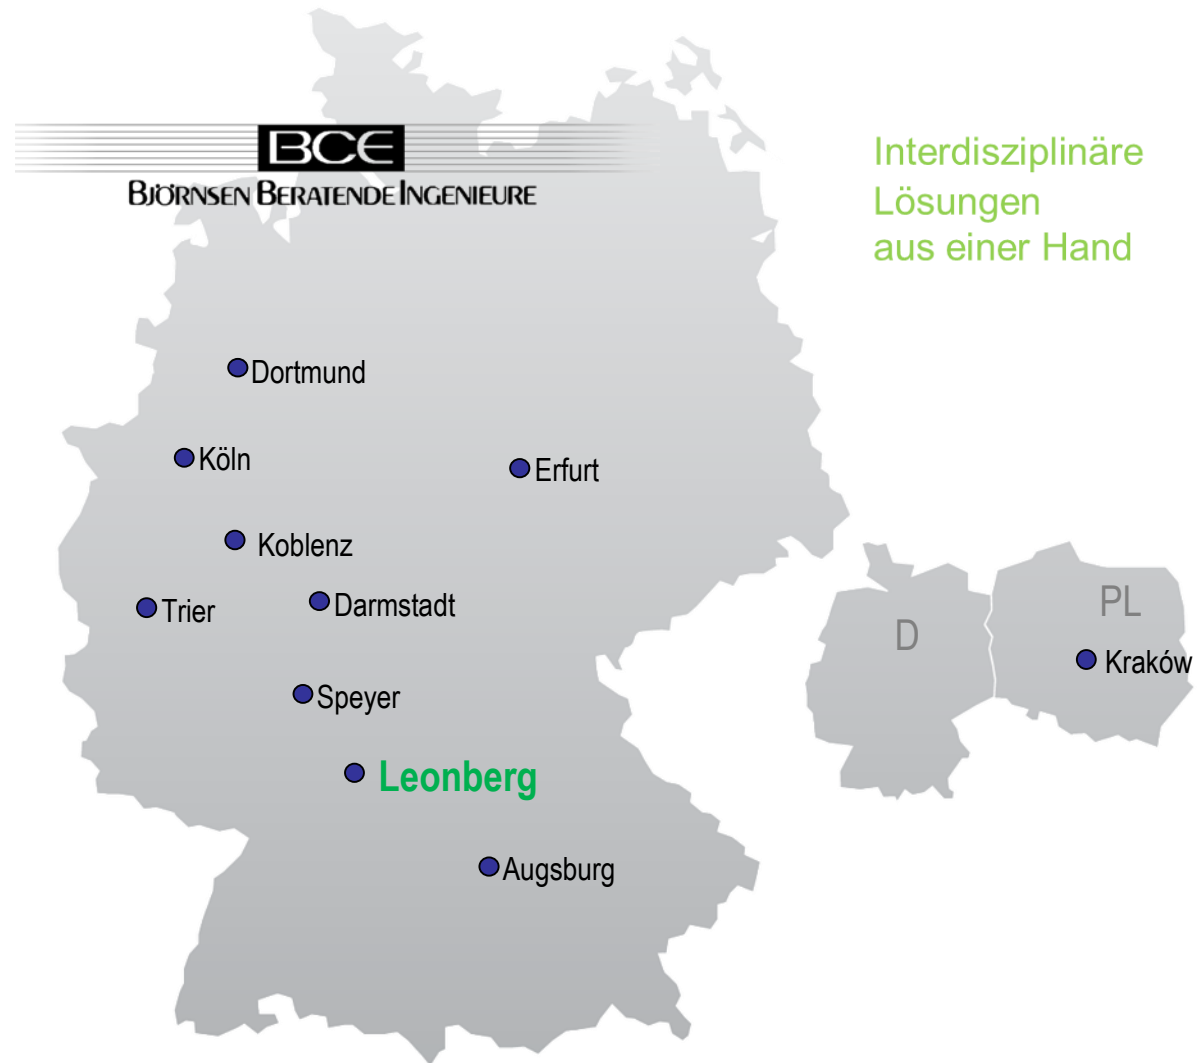 BCE
BJÖRNSEN BERATENDE INGENIEURE
Interdisziplinäre
Lösungen
aus einer Hand
Dortmund
Köln
Erfurt
Koblenz
Trier
Darmstadt
D
PL
Kraków
Speyer
Leonberg
Augsburg